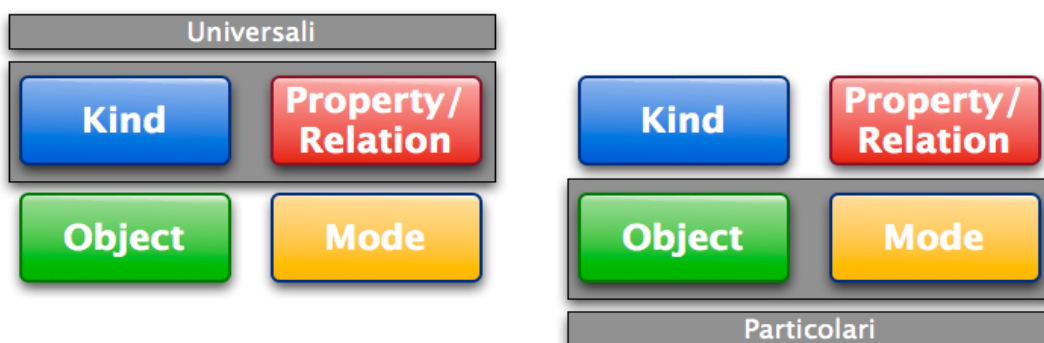 Universali
Kind
Property/
Relation
Object
Mode
Kind
Property/
Relation
Object
Mode
Particolari